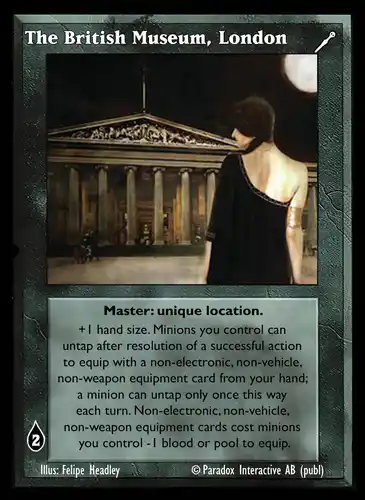 The British Museum, London
Master: unique location.
+1 hand size. Minions you control can
untap after resolution of a successful action
to equip with a non-electronic, non-vehicle,
non-weapon equipment card from your hand;
a minion can untap only once this way
each turn. Non-electronic, non-vehicle,
non-weapon equipment cards cost minions
you control -1 blood or pool to equip.
2
Illus: Felipe Headley
© Paradox Interactive AB (publ)